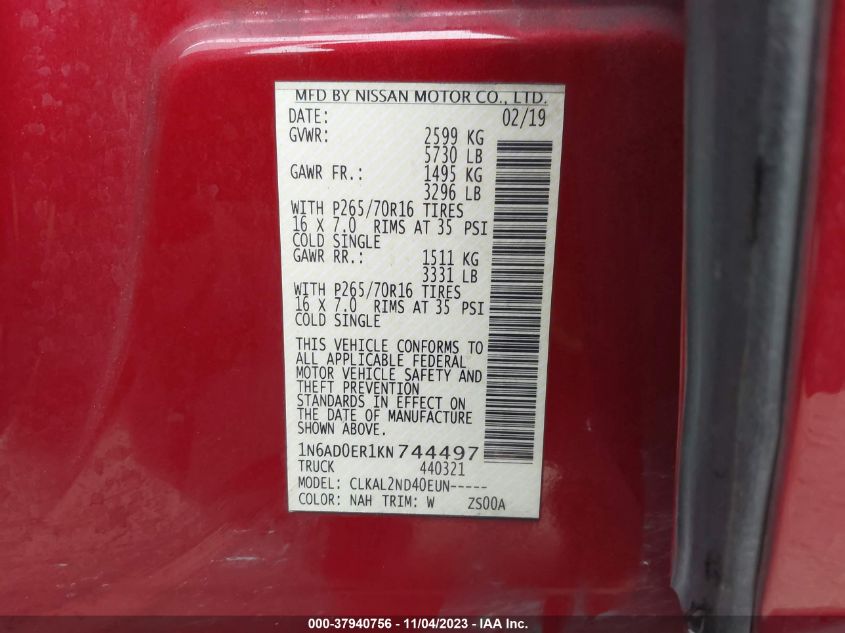 MFD BY NISSAN MOTOR CO., LTD.
DATE: 02/19
GVWR: 2599 KG
5730 LB
GAWR FR.: 1495 KG
3296 LB
WITH P265/70R16 TIRES
16 X 7.0 RIMS AT 35 PSI
COLD SINGLE
GAWR RR.: 1511 KG
3331 LB
WITH P265/70R16 TIRES
16 X 7.0 RIMS AT 35 PSI
COLD SINGLE
THIS VEHICLE CONFORMS TO
ALL APPLICABLE FEDERAL
MOTOR VEHICLE SAFETY AND
THEFT PREVENTION
STANDARDS IN EFFECT ON
THE DATE OF MANUFACTURE
SHOWN ABOVE.
1N6AD0ER1KN744497
TRUCK 440321
MODEL: CLKAL2ND40EUN-----
COLOR: NAH TRIM: W ZS00A
000-37940756 - 11/04/2023 - IAA Inc.